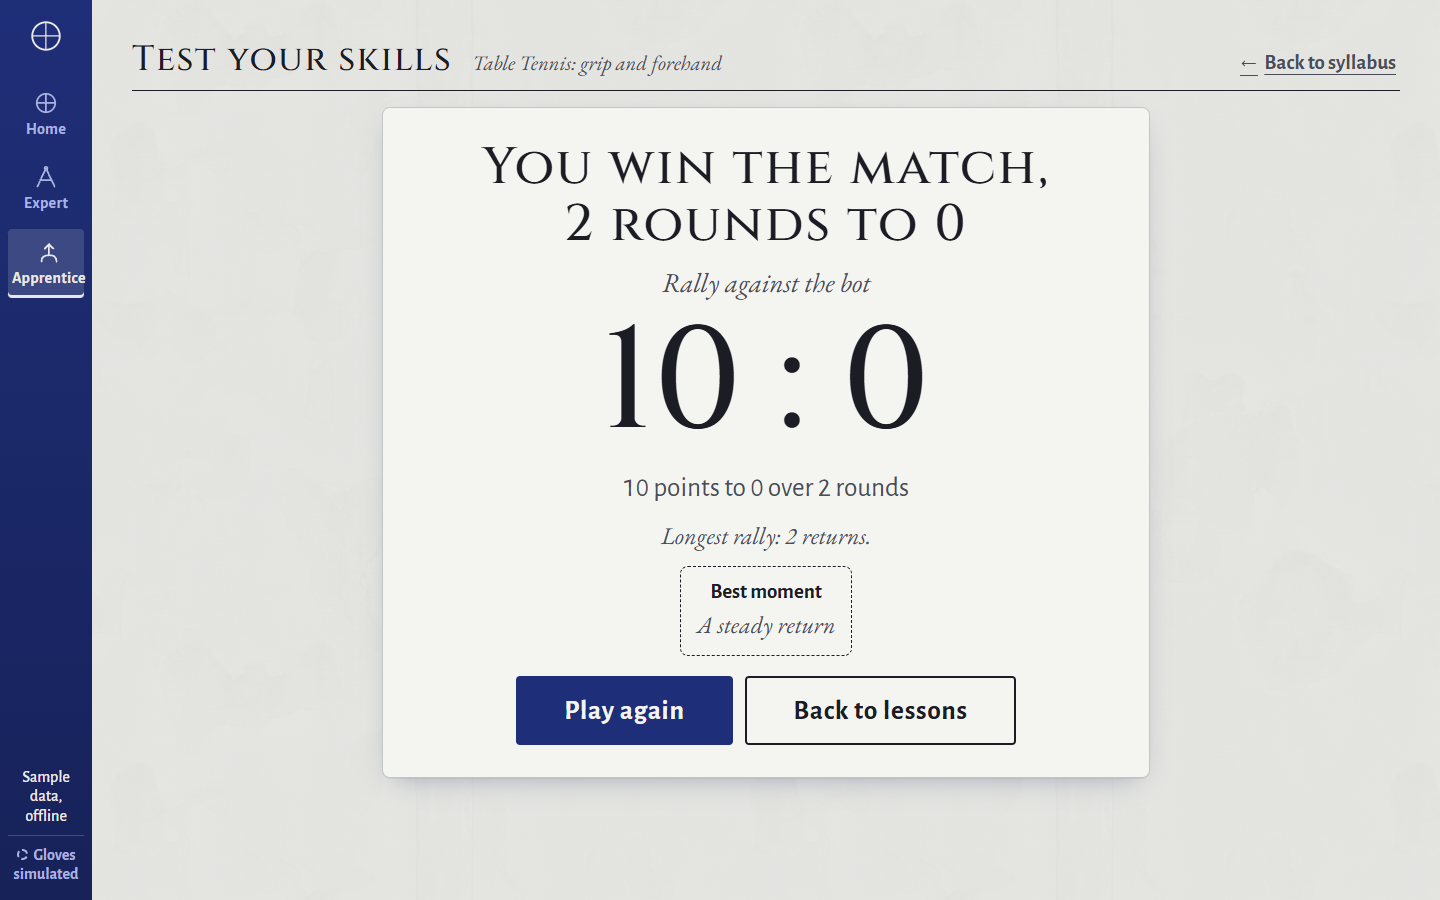 Home
Expert
Apprentice
Sample
data,
offline
Gloves
simulated
Test your skills
Table Tennis: grip and forehand
← Back to syllabus
You win the match,
2 rounds to 0
Rally against the bot
10 : 0
10 points to 0 over 2 rounds
Longest rally: 2 returns.
Best moment
A steady return
Play again
Back to lessons